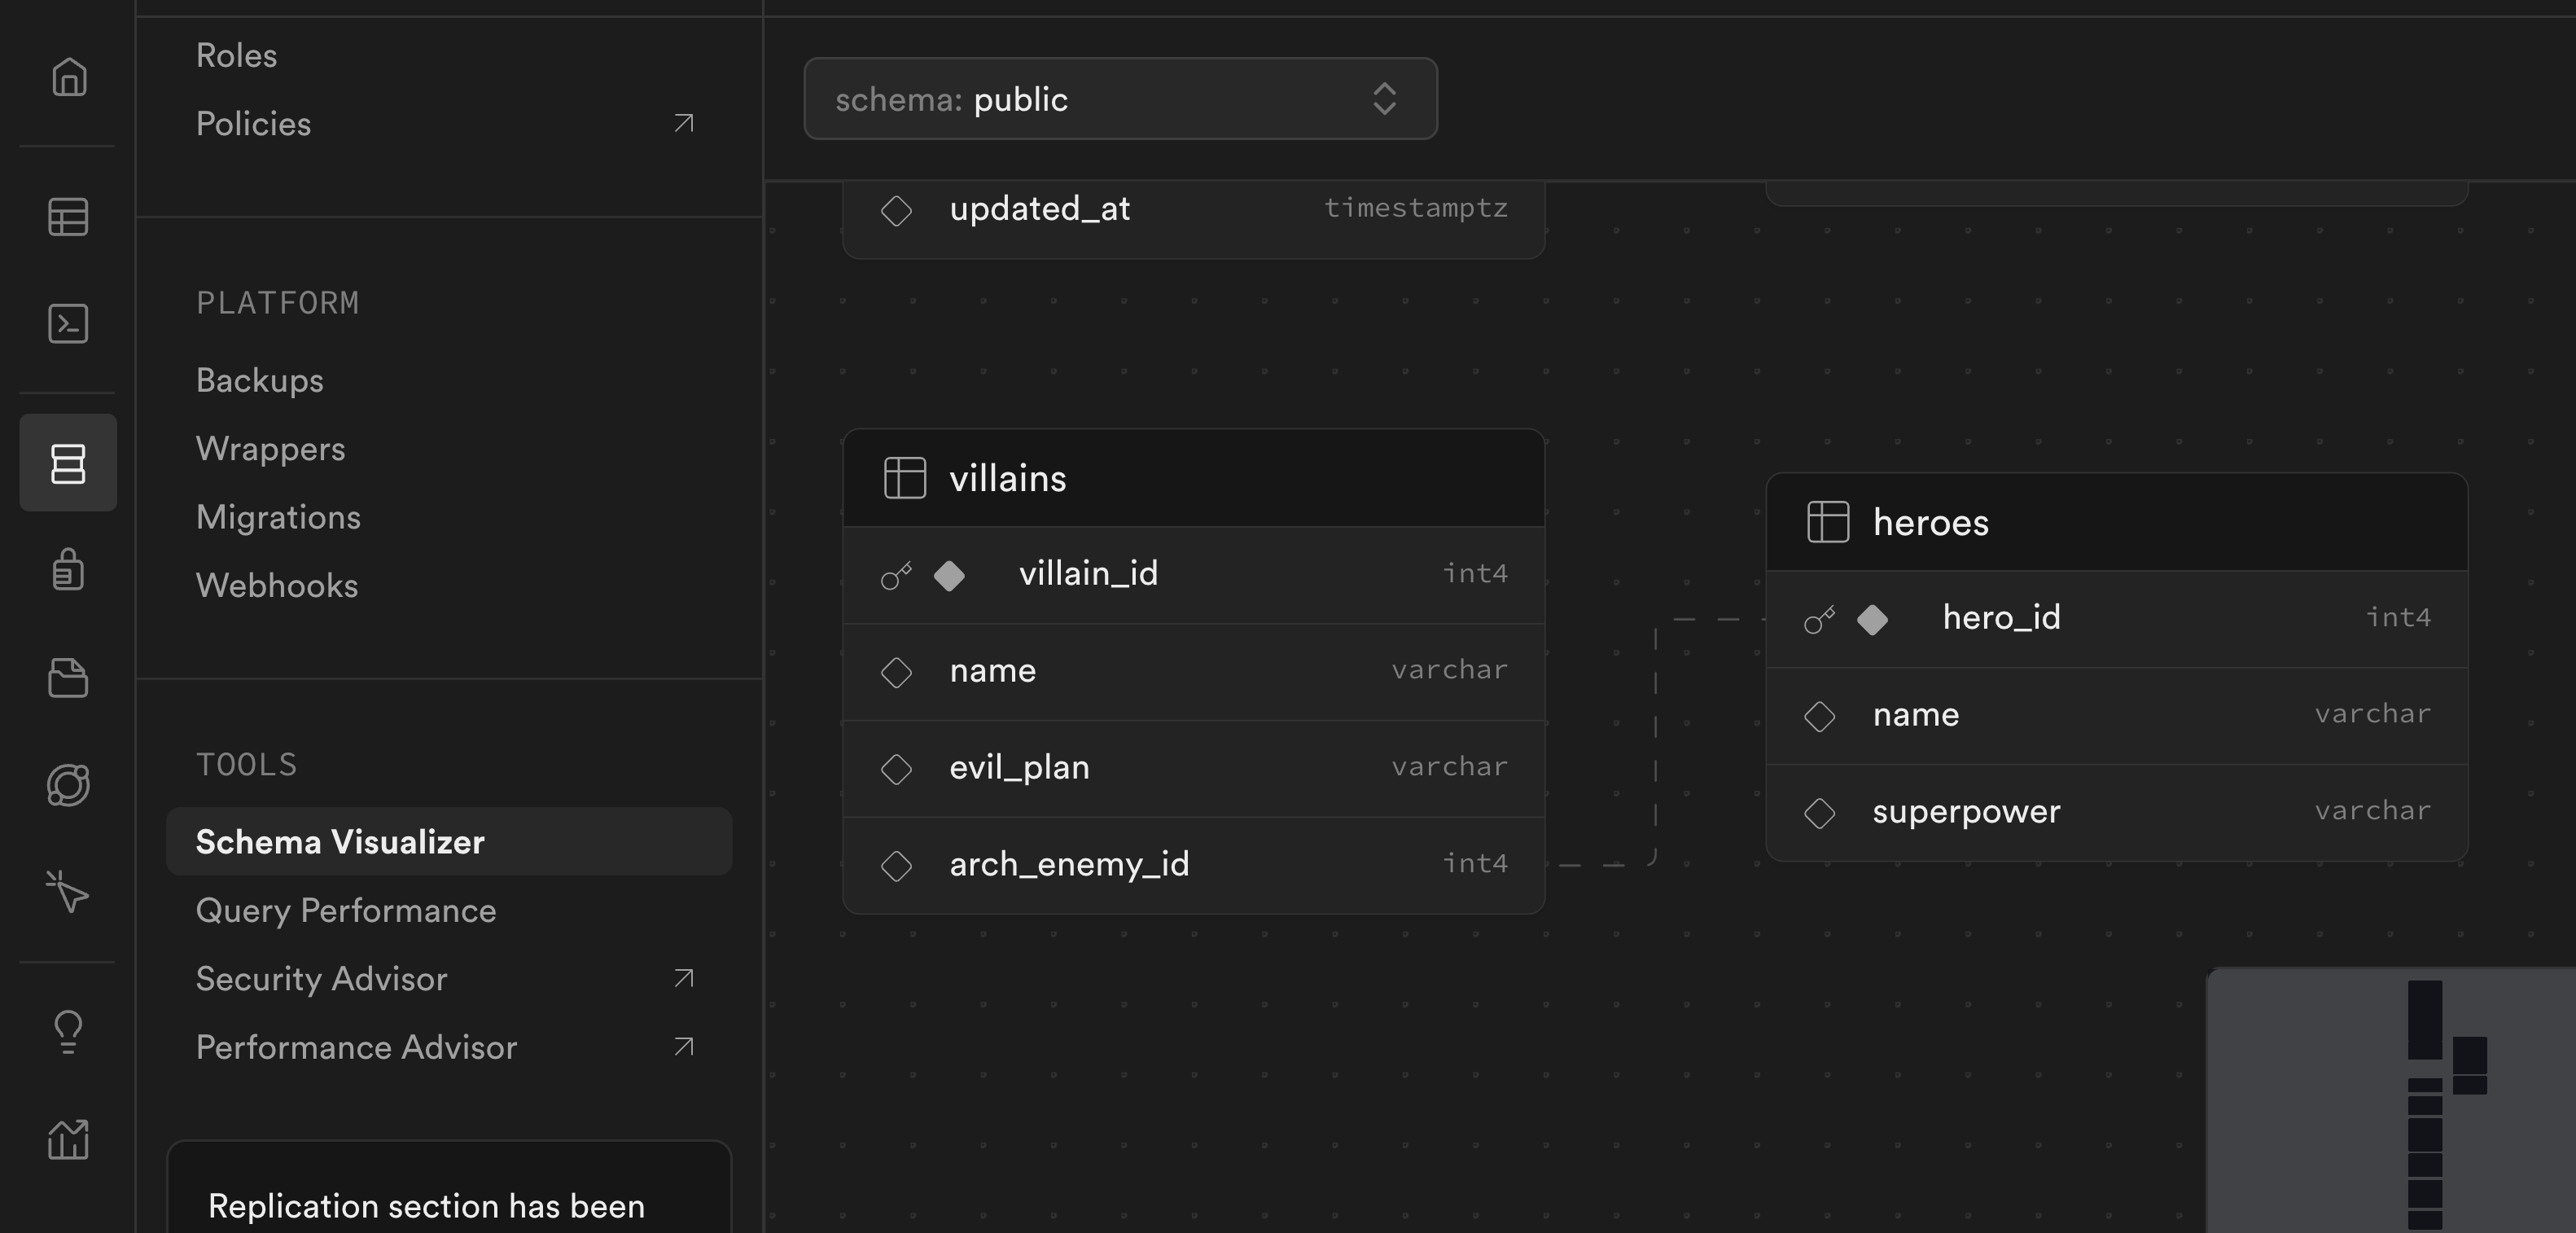 Roles
Policies
PLATFORM
Backups
Wrappers
Migrations
Webhooks
TOOLS
Schema Visualizer
Query Performance
Security Advisor
Performance Advisor
Replication section has been
schema: public
updated_at timestamptz
villains
villain_id int4
name varchar
evil_plan varchar
arch_enemy_id int4
heroes
hero_id int4
name varchar
superpower varchar